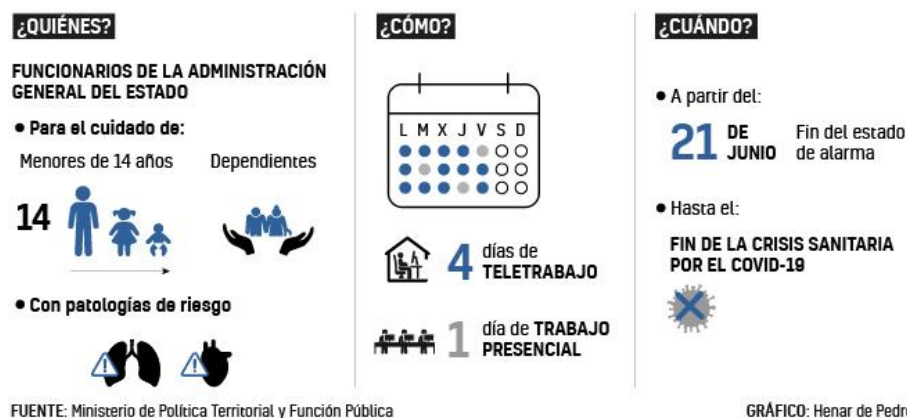 ¿QUIÉNES?
FUNCIONARIOS DE LA ADMINISTRACIÓN
GENERAL DEL ESTADO
• Para el cuidado de:
Menores de 14 años
Dependientes
14
• Con patologías de riesgo
¿CÓMO?
L M X J V S D
4 días de
TELETRABAJO
1 día de TRABAJO
PRESENCIAL
¿CUÁNDO?
• A partir del:
21 DE
JUNIO
Fin del estado
de alarma
• Hasta el:
FIN DE LA CRISIS SANITARIA
POR EL COVID-19
FUENTE: Ministerio de Política Territorial y Función Pública
GRÁFICO: Henar de Pedro